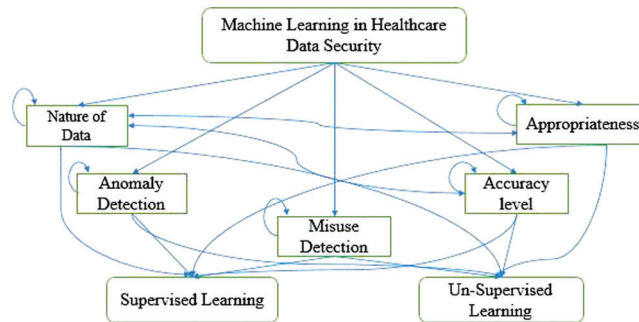 Machine Learning in Healthcare
Data Security
Nature of
Data
Appropriateness
Anomaly
Detection
Accuracy
level
Misuse
Detection
Supervised Learning
Un-Supervised
Learning